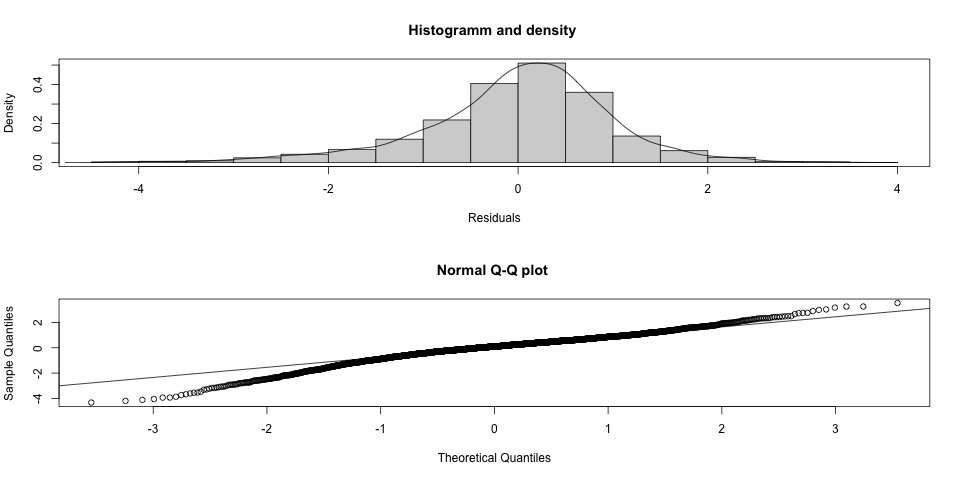 Histogramm and density
Density
0.0 0.2 0.4
-4 -2 0 2 4
Residuals
Normal Q-Q plot
Sample Quantiles
-4 -2 0 2
-3 -2 -1 0 1 2 3
Theoretical Quantiles